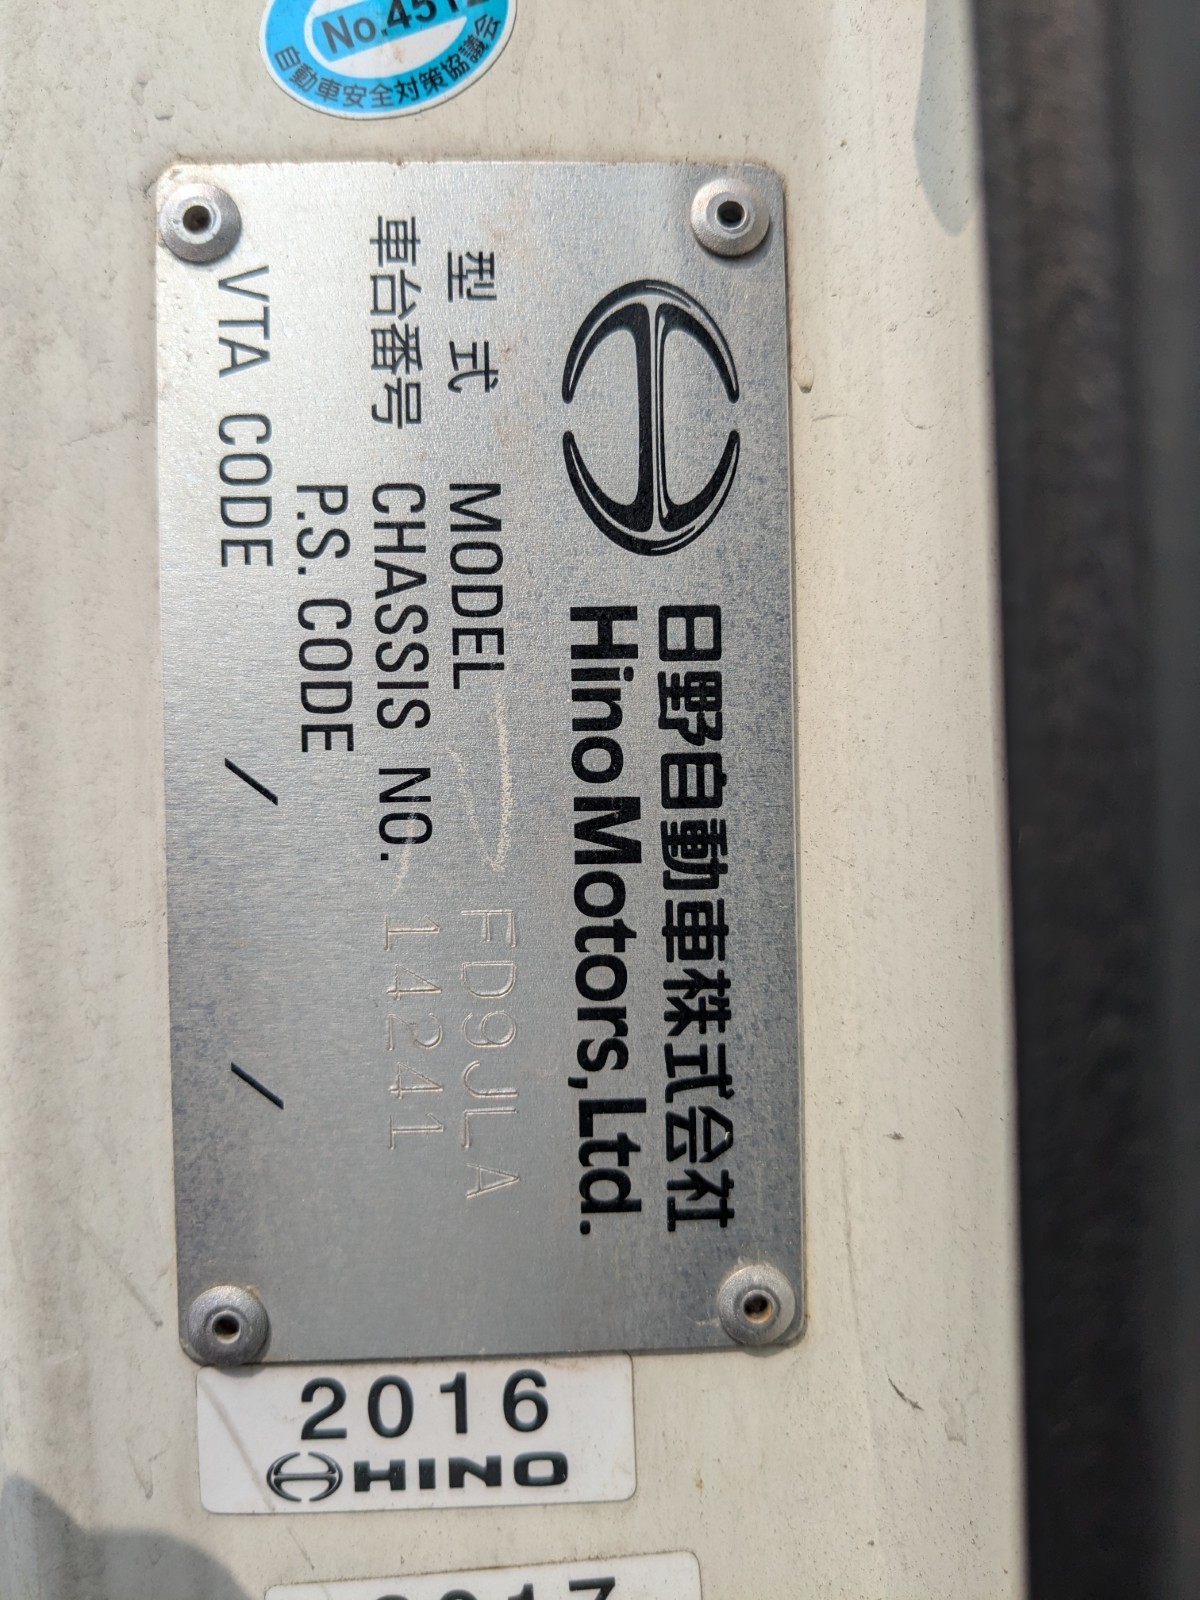 No.4512
自動車安全対策協議会
日野自動車株式会社
Hino Motors, Ltd.
型式 MODEL FD9JLA
車台番号 CHASSIS NO. 14241
P.S. CODE
VTA CODE / /
2016
HINO
2017